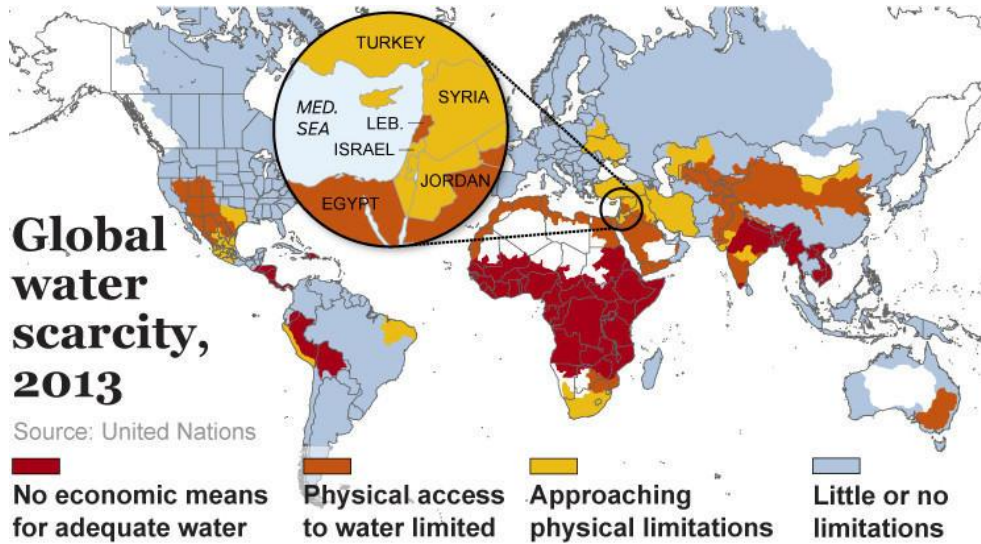 TURKEY
MED.
SEA
SYRIA
LEB.
ISRAEL
JORDAN
EGYPT
Global
water
scarcity,
2013
Source: United Nations
No economic means
for adequate water
Physical access
to water limited
Approaching
physical limitations
Little or no
limitations